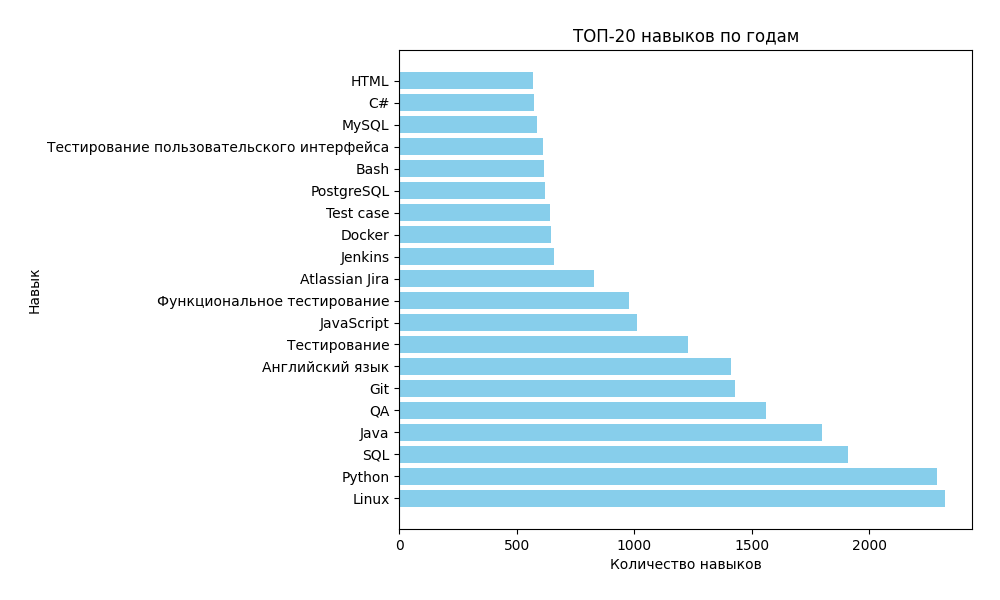 ТОП-20 навыков по годам
HTML
C#
MySQL
Тестирование пользовательского интерфейса
Bash
PostgreSQL
Test case
Docker
Jenkins
Atlassian Jira
Функциональное тестирование
JavaScript
Тестирование
Английский язык
Git
QA
Java
SQL
Python
Linux
Навык
0 500 1000 1500 2000
Количество навыков